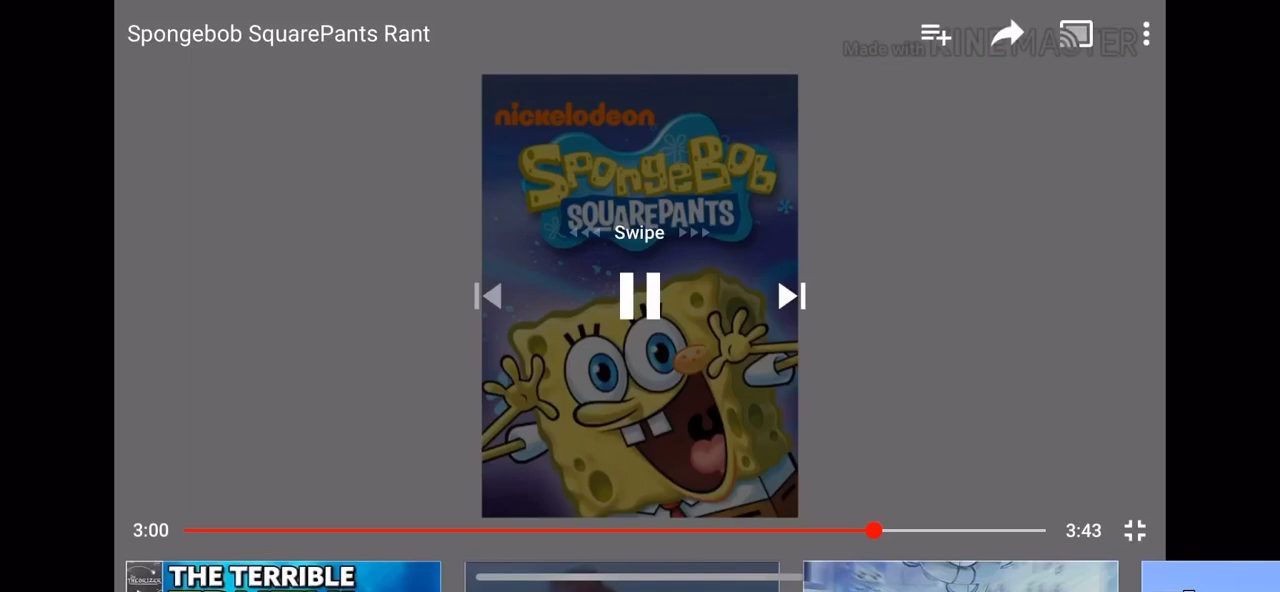 Spongebob SquarePants Rant
Made with KINEMASTER
nickelodeon
SPONGEBOB
SQUAREPANTS
Swipe
3:00
3:43
THE TERRIBLE